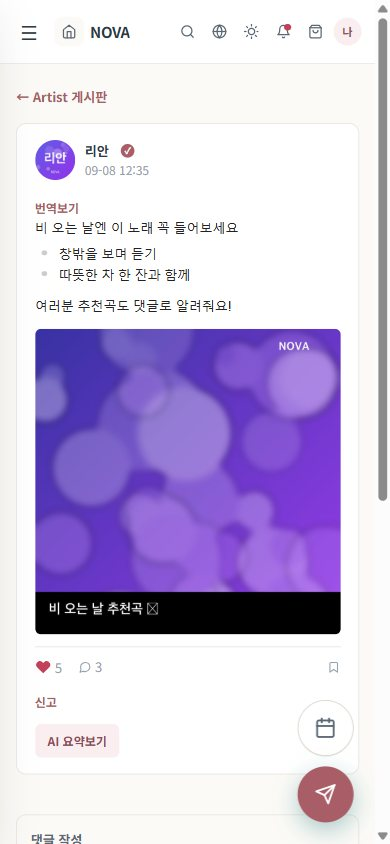 NOVA
나
← Artist 게시판
리안
리안
09-08 12:35
번역보기
비 오는 날엔 이 노래 꼭 들어보세요
창밖을 보며 듣기
따뜻한 차 한 잔과 함께
여러분 추천곡도 댓글로 알려줘요!
NOVA
비 오는 날 추천곡
5
3
신고
AI 요약보기
댓글 작성